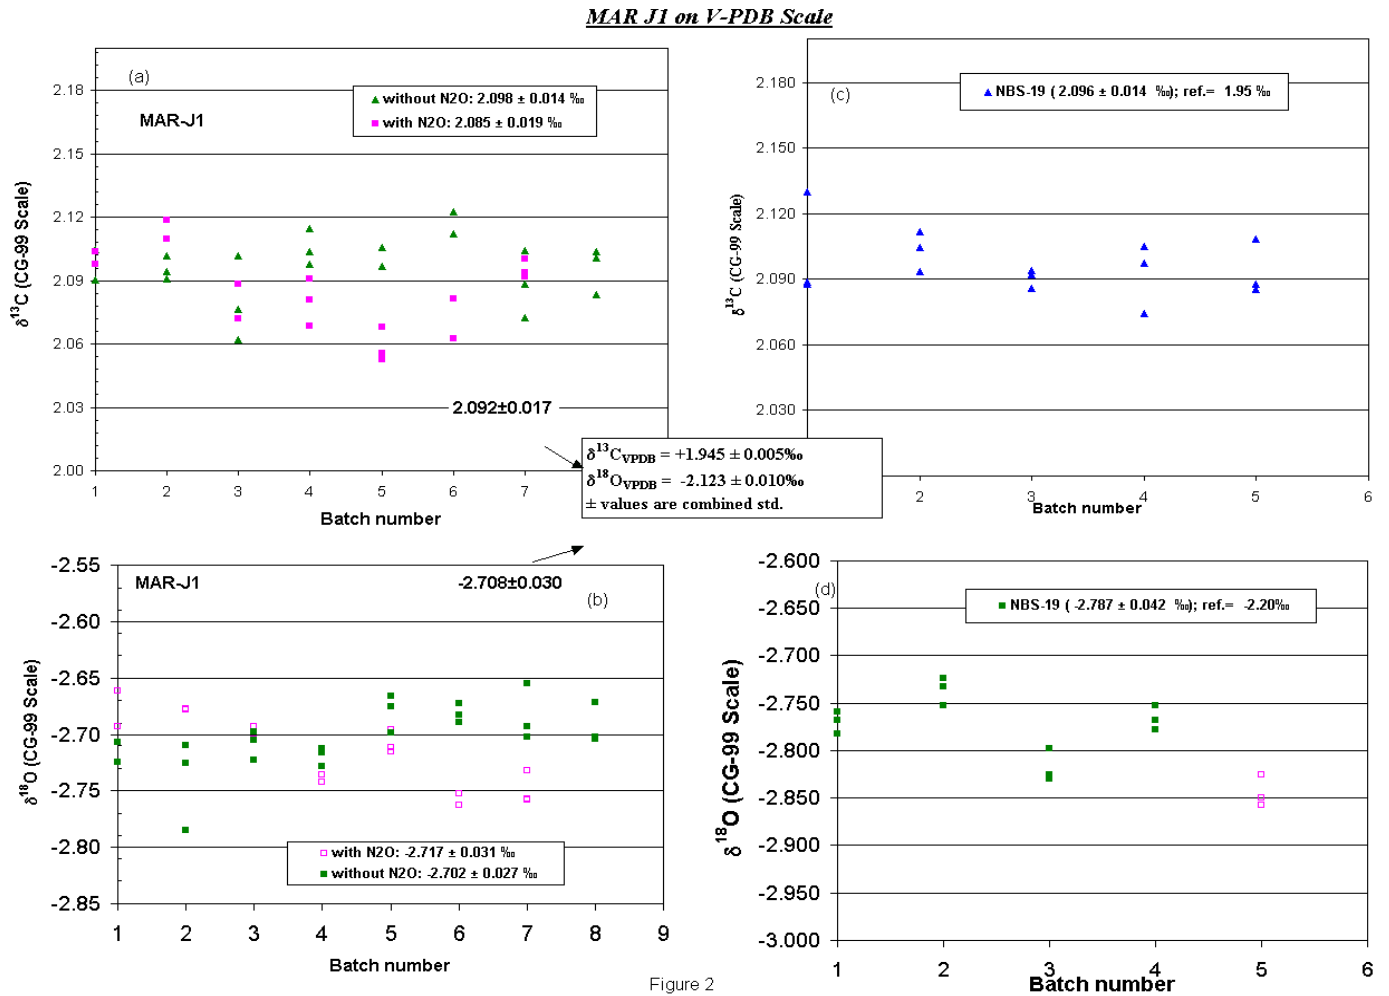 MAR J1 on V-PDB Scale
(a)
MAR-J1
without N2O: 2.098 ± 0.014 ‰
with N2O: 2.085 ± 0.019 ‰
δ13C (CG-99 Scale)
2.18
2.15
2.12
2.09
2.06
2.03
2.00
2.092±0.017
1 2 3 4 5 6 7
Batch number
(c)
NBS-19 ( 2.096 ± 0.014 ‰); ref.= 1.95 ‰
δ13C (CG-99 Scale)
2.180
2.150
2.120
2.090
2.060
2.030
2 3 4 5 6
Batch number
δ13CVPDB = +1.945 ± 0.005‰
δ18OVPDB = -2.123 ± 0.010‰
± values are combined std.
MAR-J1
-2.708±0.030
(b)
δ18O (CG-99 Scale)
-2.55
-2.60
-2.65
-2.70
-2.75
-2.80
-2.85
with N2O: -2.717 ± 0.031 ‰
without N2O: -2.702 ± 0.027 ‰
1 2 3 4 5 6 7 8 9
Batch number
(d)
NBS-19 ( -2.787 ± 0.042 ‰); ref.= -2.20‰
δ18O (CG-99 Scale)
-2.600
-2.650
-2.700
-2.750
-2.800
-2.850
-2.900
-2.950
-3.000
1 2 3 4 5 6
Batch number
Figure 2